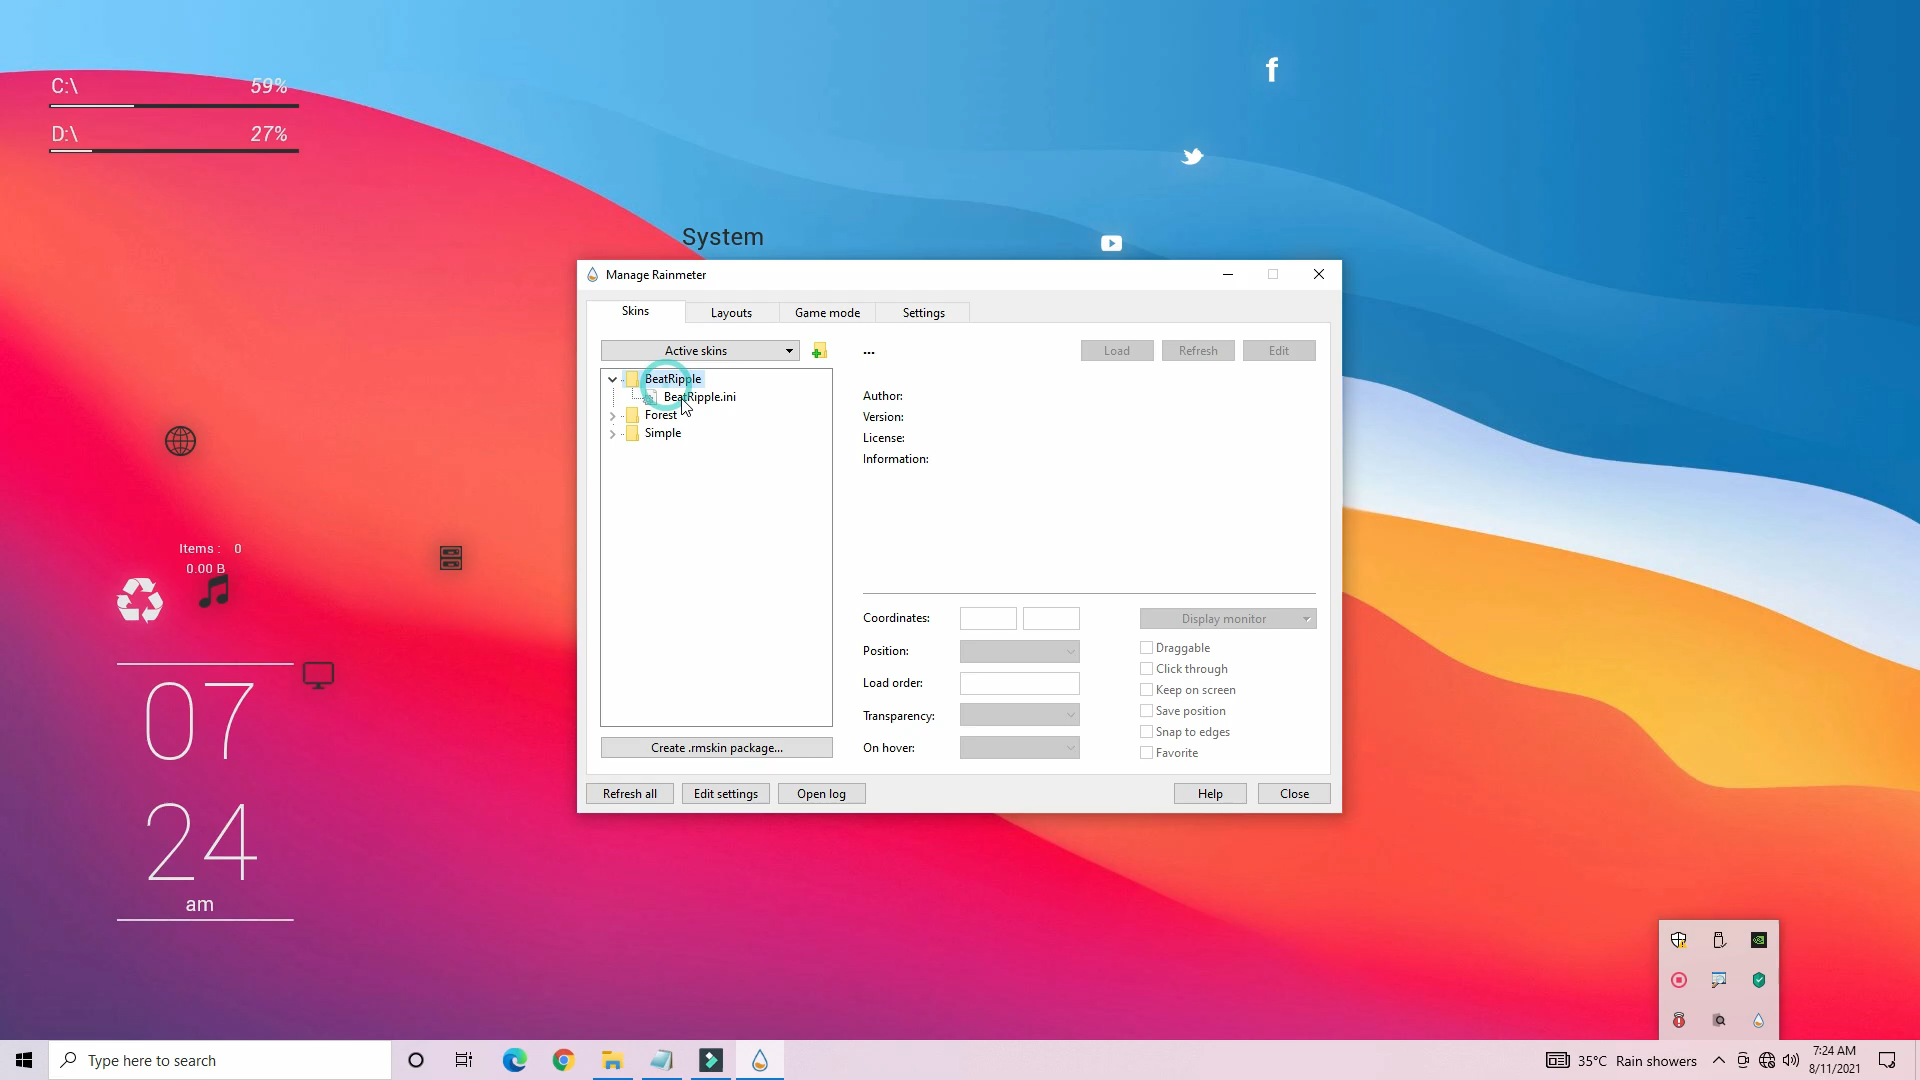 C:\ 59%
D:\ 27%
f
System
Manage Rainmeter
Skins
Layouts
Game mode
Settings
Active skins
...
Load
Refresh
Edit
BeatRipple
BeatRipple.ini
Forest
Simple
Author:
Version:
License:
Information:
Coordinates:
Display monitor
Position:
Draggable
Click through
Load order:
Keep on screen
Transparency:
Save position
Snap to edges
On hover:
Favorite
Create .rmskin package...
Refresh all
Edit settings
Open log
Help
Close
Items : 0
0.00 B
07
24
am
Type here to search
35°C Rain showers
7:24 AM
8/11/2021